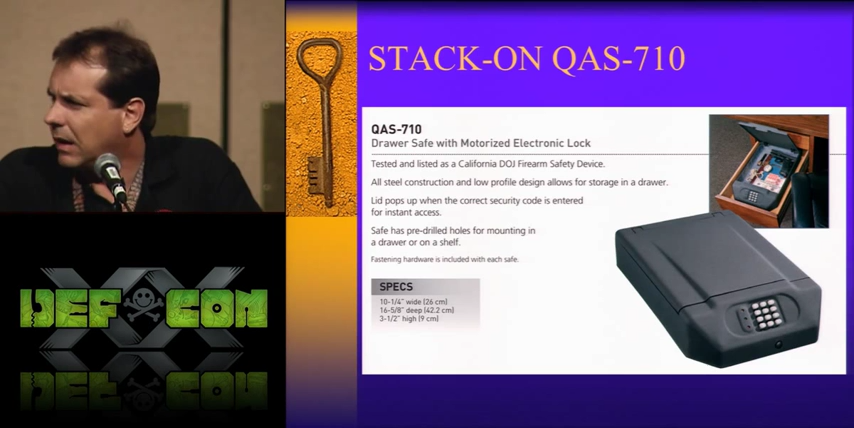 STACK-ON QAS-710
QAS-710
Drawer Safe with Motorized Electronic Lock
Tested and listed as a California DOJ Firearm Safety Device.
All steel construction and low profile design allows for storage in a drawer.
Lid pops up when the correct security code is entered
for instant access.
Safe has pre-drilled holes for mounting in
a drawer or on a shelf.
Fastening hardware is included with each safe.
SPECS
10-1/4" wide (26 cm)
16-5/8" deep (42.2 cm)
3-1/2" high (9 cm)
DEF CON
XX